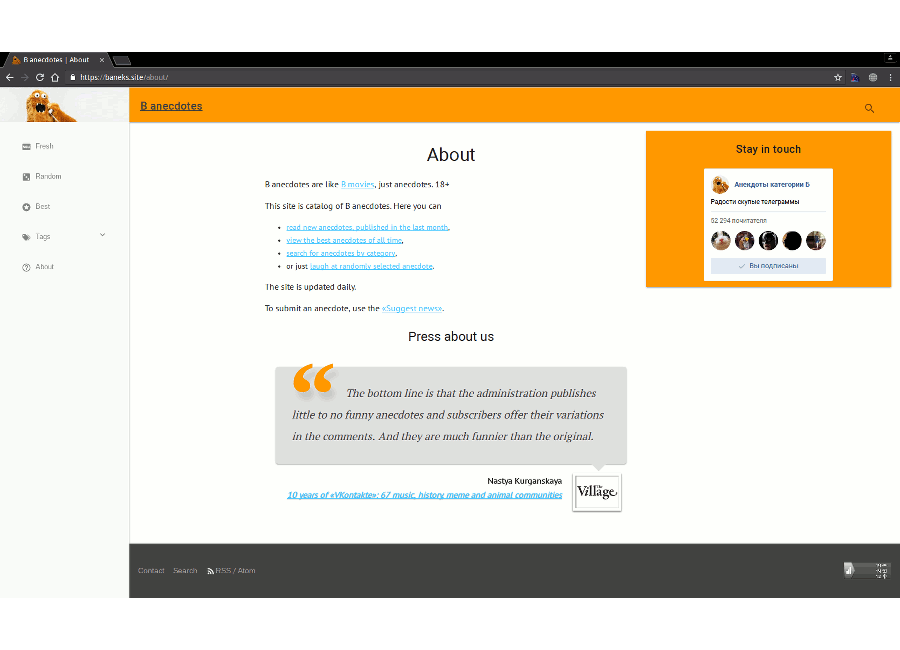 B anecdotes | About
https://baneks.site/about/
B anecdotes
Fresh
Random
Best
Tags
About
About
B anecdotes are like B movies, just anecdotes. 18+
This site is catalog of B anecdotes. Here you can
read new anecdotes, published in the last month,
view the best anecdotes of all time,
search for anecdotes by category,
or just laugh at randomly selected anecdote.
The site is updated daily.
To submit an anecdote, use the «Suggest news».
Press about us
The bottom line is that the administration publishes
little to no funny anecdotes and subscribers offer their variations
in the comments. And they are much funnier than the original.
Nastya Kurganskaya
10 years of «VKontakte»: 67 music, history meme and animal communities
The
Village
Stay in touch
Анекдоты категории Б
Радости скупые телеграммы
52 294 почитателя
Вы подписаны
Contact
Search
RSS / Atom